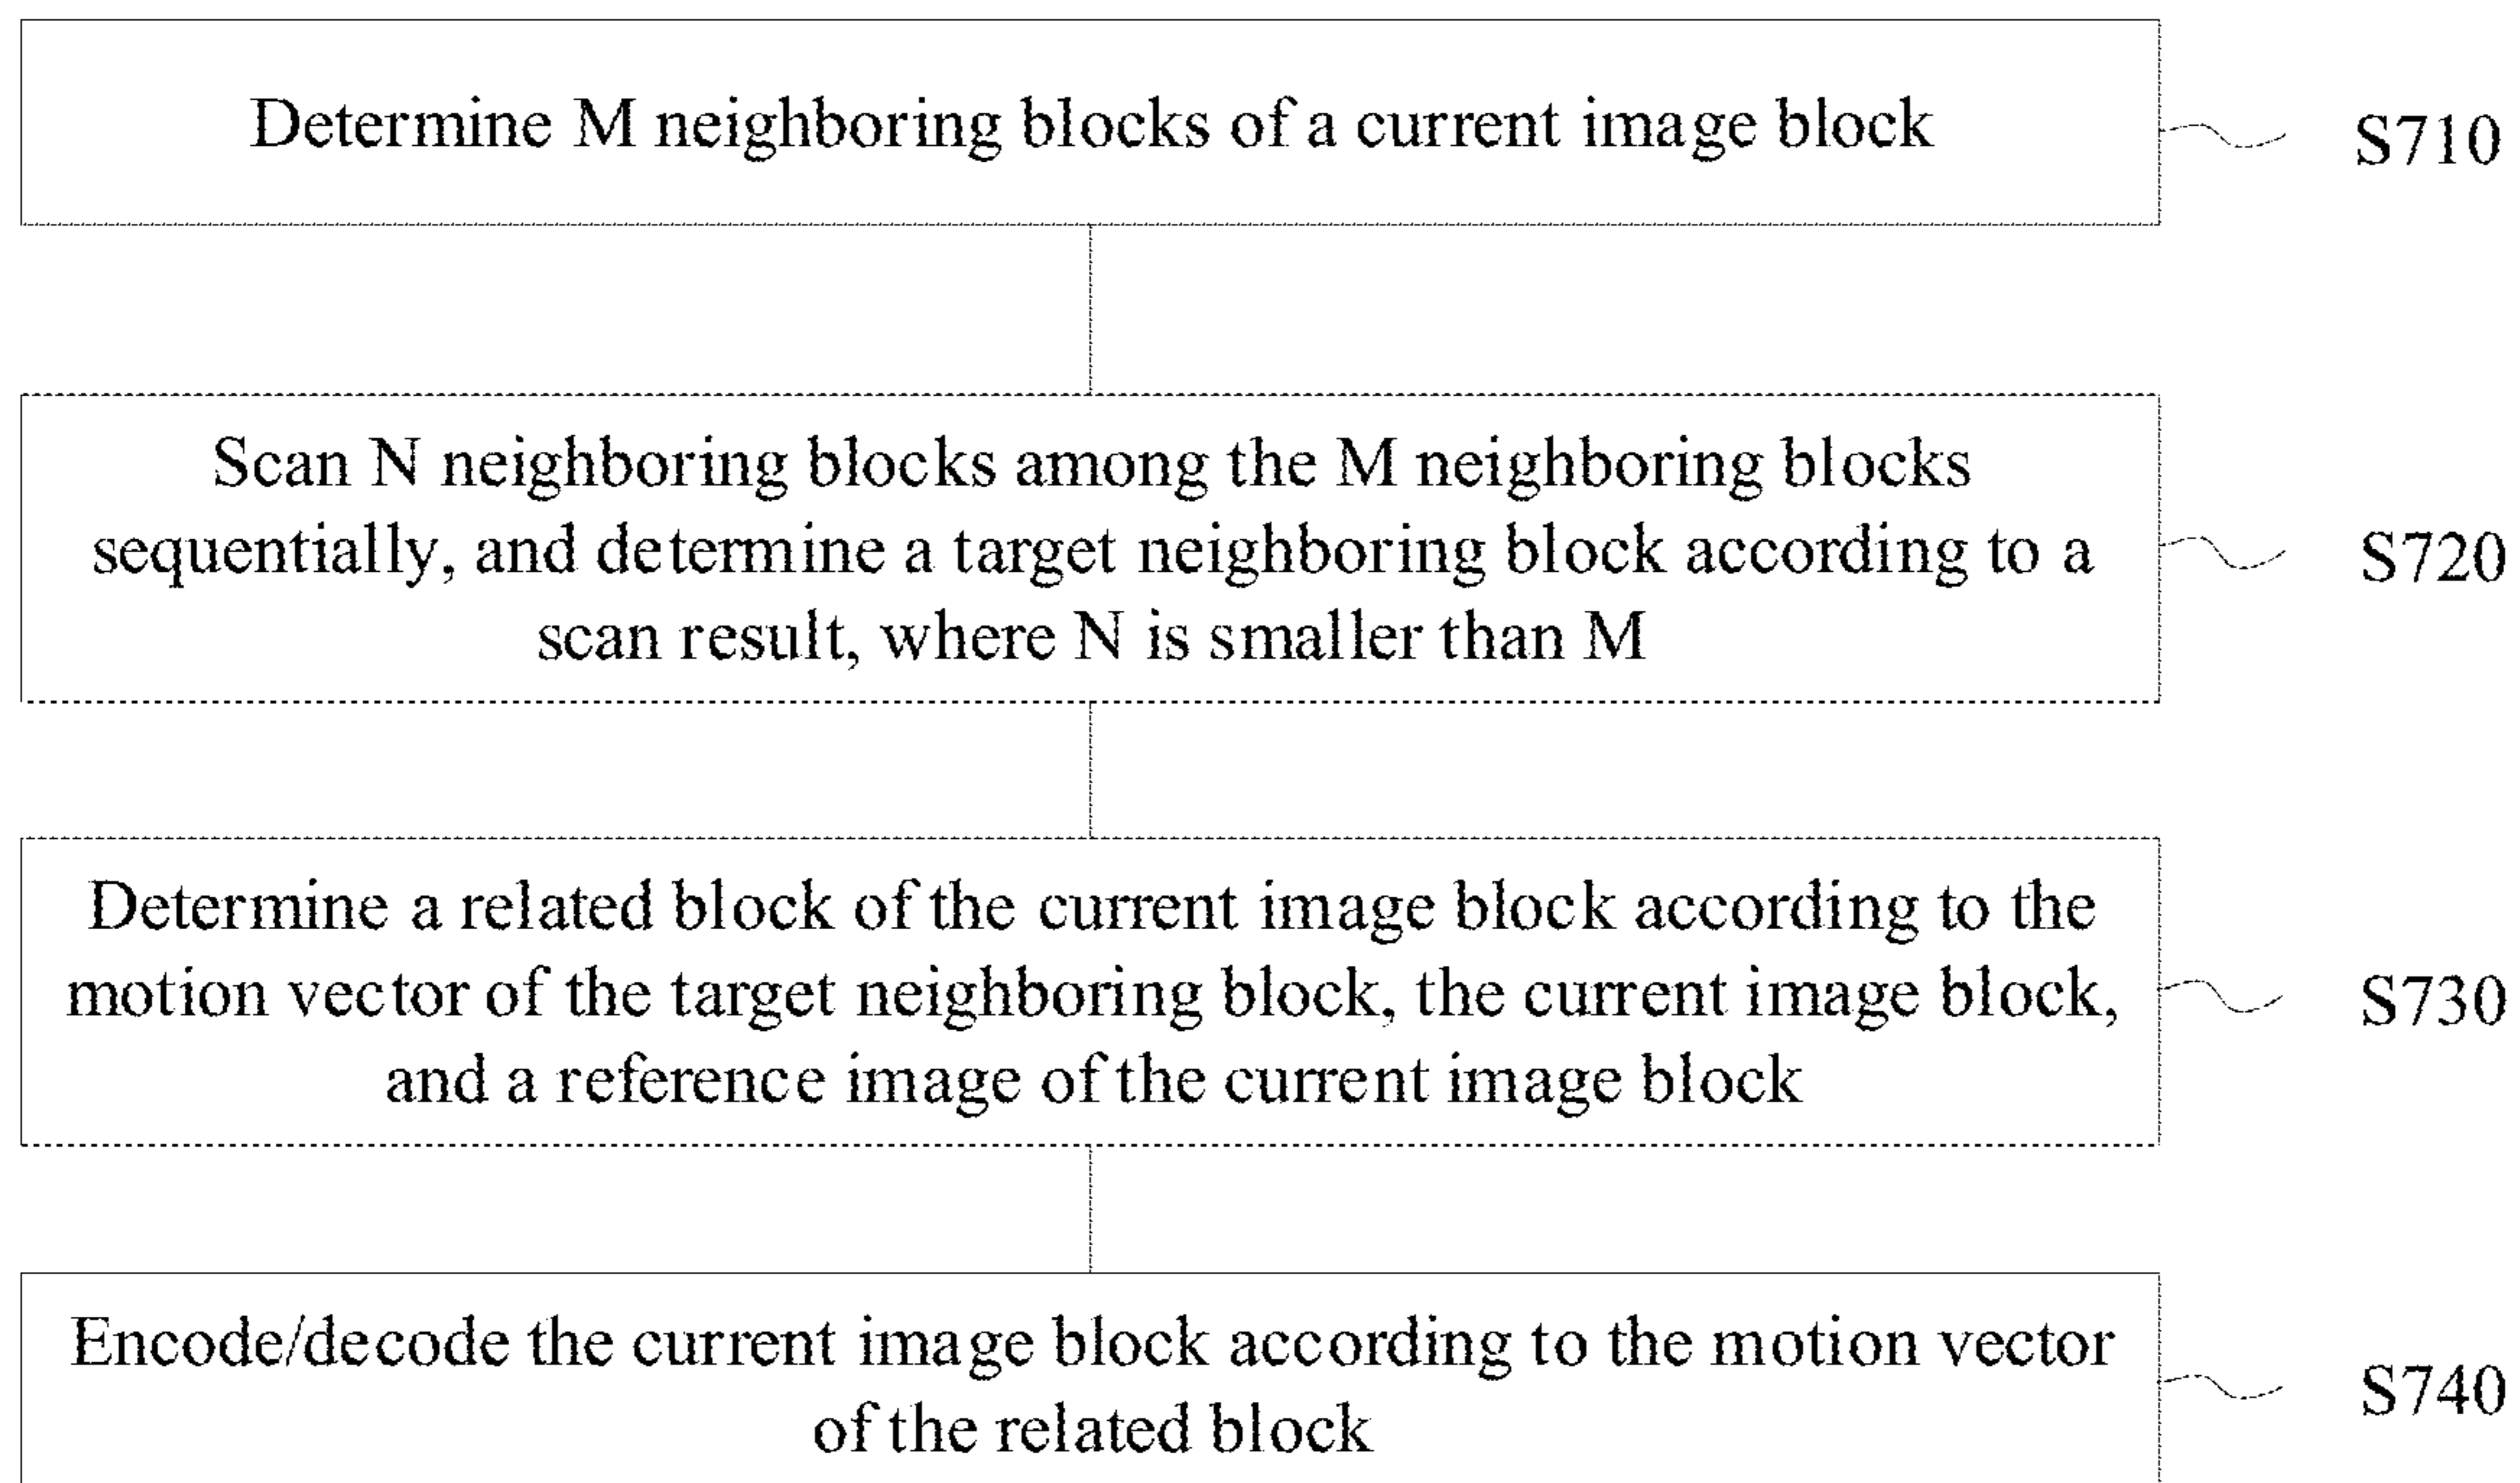 Determine M neighboring blocks of a current image block
S710
Scan N neighboring blocks among the M neighboring blocks
sequentially, and determine a target neighboring block according to a
scan result, where N is smaller than M
S720
Determine a related block of the current image block according to the
motion vector of the target neighboring block, the current image block,
and a reference image of the current image block
S730
Encode/decode the current image block according to the motion vector
of the related block
S740